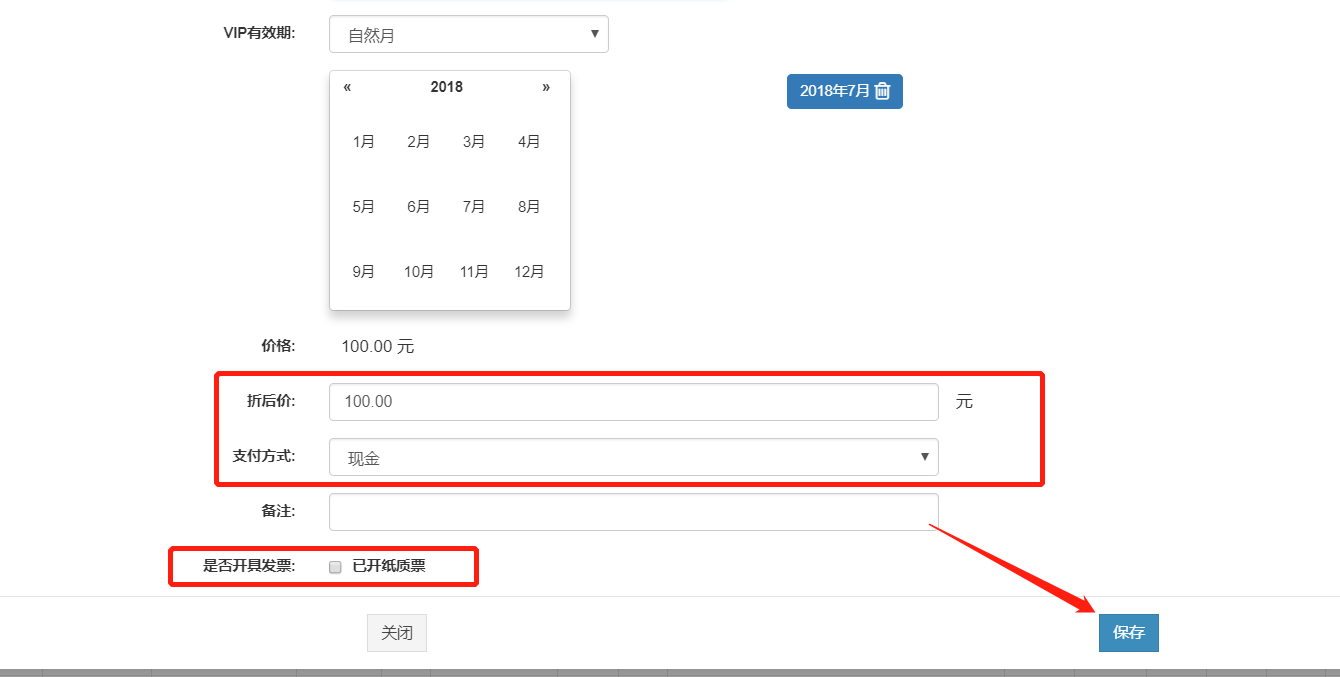 VIP有效期: 自然月 ▼
« 2018 » 2018年7月
1月 2月 3月 4月
5月 6月 7月 8月
9月 10月 11月 12月
价格: 100.00 元
折后价: 100.00 元
支付方式: 现金 ▼
备注:
是否开具发票: 已开纸质票
关闭 保存